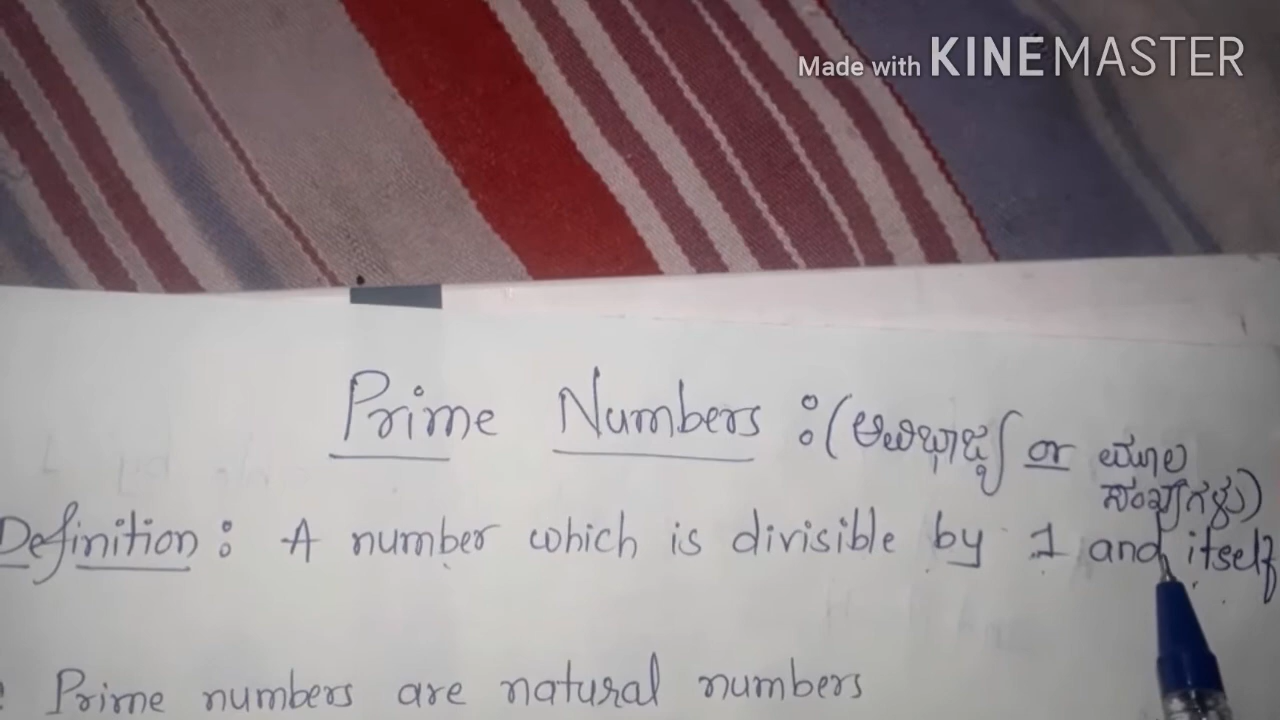 Made with KINEMASTER
Prime Numbers : (ಅವಿಭಾಜ್ಯ or ಮೂಲ
ಸಂಖ್ಯೆಗಳು)
Definition : A number which is divisible by 1 and itself
: Prime numbers are natural numbers